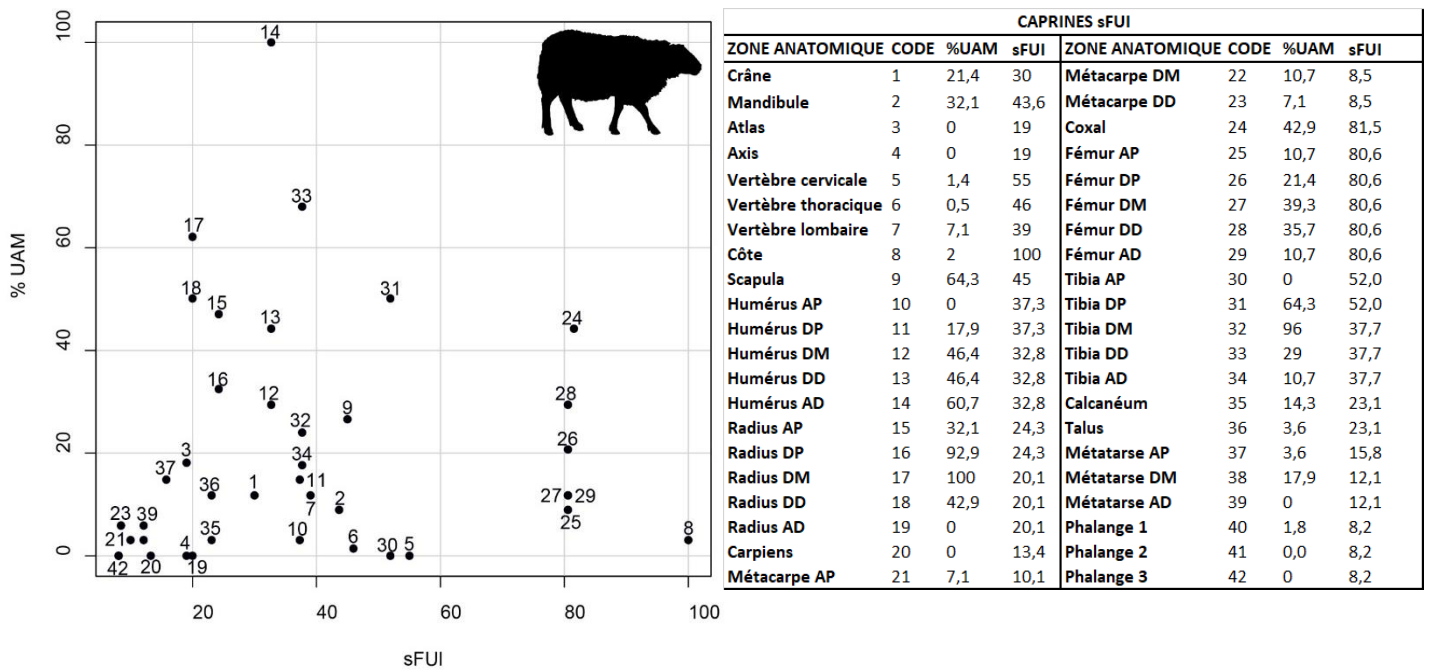 100
80
60
40
20
0
% UAM
14
33
17
18
15
31
13
24
16
12
28
9
32
26
3
34
37
36
1
11
7
2
27
29
25
23
39
21
35
10
6
8
4
30
5
42
20
19
20
40
60
80
100
sFUI
CAPRINES sFUI
ZONE ANATOMIQUE CODE %UAM sFUI ZONE ANATOMIQUE CODE %UAM sFUI
Crâne 1 21,4 30 Métacarpe DM 22 10,7 8,5
Mandibule 2 32,1 43,6 Métacarpe DD 23 7,1 8,5
Atlas 3 0 19 Coxal 24 42,9 81,5
Axis 4 0 19 Fémur AP 25 10,7 80,6
Vertèbre cervicale 5 1,4 55 Fémur DP 26 21,4 80,6
Vertèbre thoracique 6 0,5 46 Fémur DM 27 39,3 80,6
Vertèbre lombaire 7 7,1 39 Fémur DD 28 35,7 80,6
Côte 8 2 100 Fémur AD 29 10,7 80,6
Scapula 9 64,3 45 Tibia AP 30 0 52,0
Humérus AP 10 0 37,3 Tibia DP 31 64,3 52,0
Humérus DP 11 17,9 37,3 Tibia DM 32 96 37,7
Humérus DM 12 46,4 32,8 Tibia DD 33 29 37,7
Humérus DD 13 46,4 32,8 Tibia AD 34 10,7 37,7
Humérus AD 14 60,7 32,8 Calcanéum 35 14,3 23,1
Radius AP 15 32,1 24,3 Talus 36 3,6 23,1
Radius DP 16 92,9 24,3 Métatarse AP 37 3,6 15,8
Radius DM 17 100 20,1 Métatarse DM 38 17,9 12,1
Radius DD 18 42,9 20,1 Métatarse AD 39 0 12,1
Radius AD 19 0 20,1 Phalange 1 40 1,8 8,2
Carpiens 20 0 13,4 Phalange 2 41 0,0 8,2
Métacarpe AP 21 7,1 10,1 Phalange 3 42 0 8,2